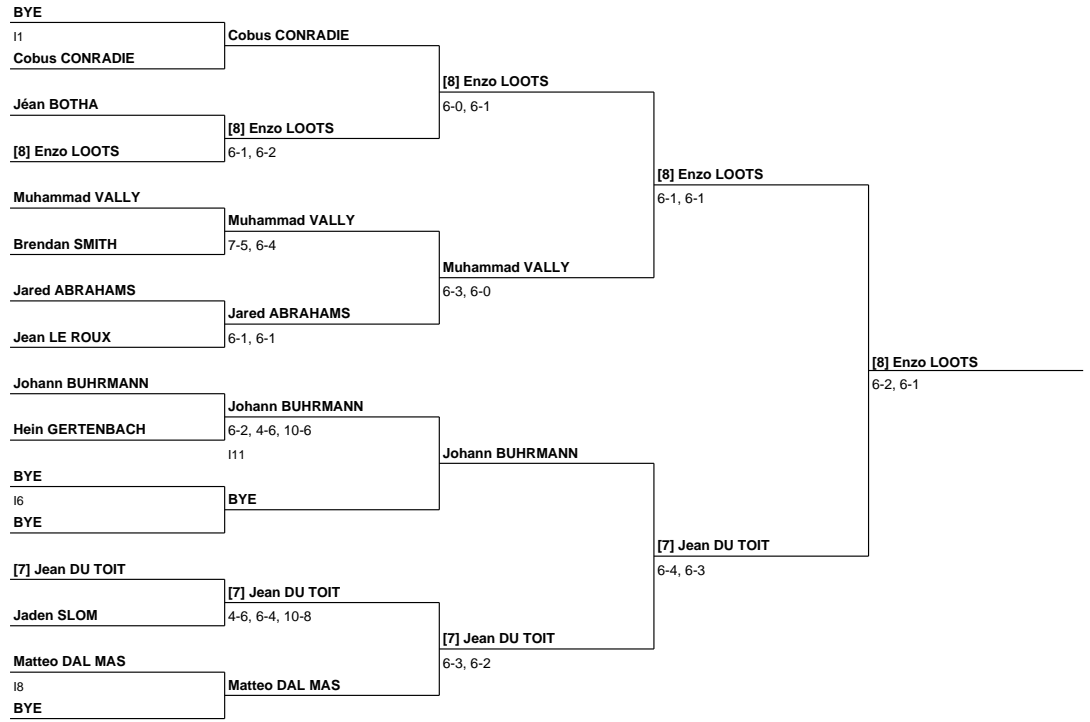 BYE
I1
Cobus CONRADIE
Cobus CONRADIE
[8] Enzo LOOTS
6-0, 6-1
Jéan BOTHA
[8] Enzo LOOTS
[8] Enzo LOOTS
6-1, 6-2
[8] Enzo LOOTS
6-1, 6-1
Muhammad VALLY
Muhammad VALLY
Brendan SMITH
7-5, 6-4
Muhammad VALLY
6-3, 6-0
Jared ABRAHAMS
Jared ABRAHAMS
Jean LE ROUX
6-1, 6-1
[8] Enzo LOOTS
6-2, 6-1
Johann BUHRMANN
Johann BUHRMANN
Hein GERTENBACH
6-2, 4-6, 10-6
I11
Johann BUHRMANN
BYE
I6
BYE
BYE
[7] Jean DU TOIT
6-4, 6-3
[7] Jean DU TOIT
[7] Jean DU TOIT
Jaden SLOM
4-6, 6-4, 10-8
[7] Jean DU TOIT
6-3, 6-2
Matteo DAL MAS
I8
Matteo DAL MAS
BYE